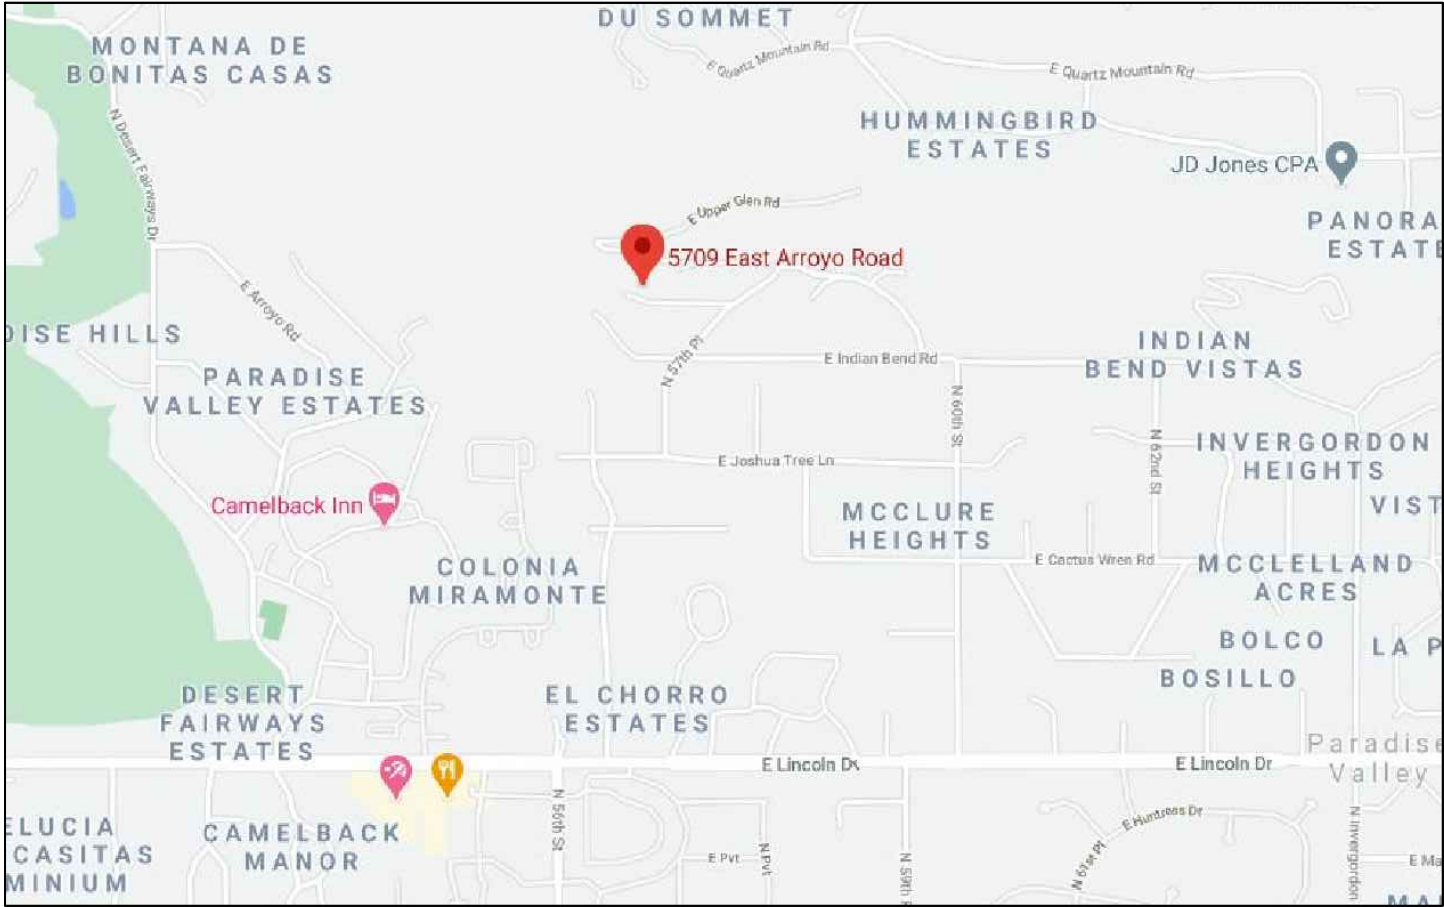 DU SOMMET
MONTANA DE
BONITAS CASAS
E Quartz Mountain Rd
E Quartz Mountain Rd
HUMMINGBIRD
ESTATES
N Desert Fairways Dr
JD Jones CPA
E Upper Glen Rd
PANORA
ESTATE
5709 East Arroyo Road
E Arroyo Rd
OISE HILLS
INDIAN
BEND VISTAS
N 57th Pl
E Indian Bend Rd
PARADISE
VALLEY ESTATES
N 60th St
N 62nd St
INVERGORDON
HEIGHTS
E Joshua Tree Ln
Camelback Inn
VIST
MCCLURE
HEIGHTS
E Cactus Wren Rd
MCCLELLAND
ACRES
COLONIA
MIRAMONTE
BOLCO
LA P
BOSILLO
DESERT
FAIRWAYS
ESTATES
EL CHORRO
ESTATES
Paradise
Valley
E Lincoln Dr
E Lincoln Dr
N 56th St
ELUCIA
CASITAS
MINIUM
CAMELBACK
MANOR
E Pvt
N Pvt
N 59th
E Huntress Dr
N 61st Pl
N Invergordon
E Ma
MA